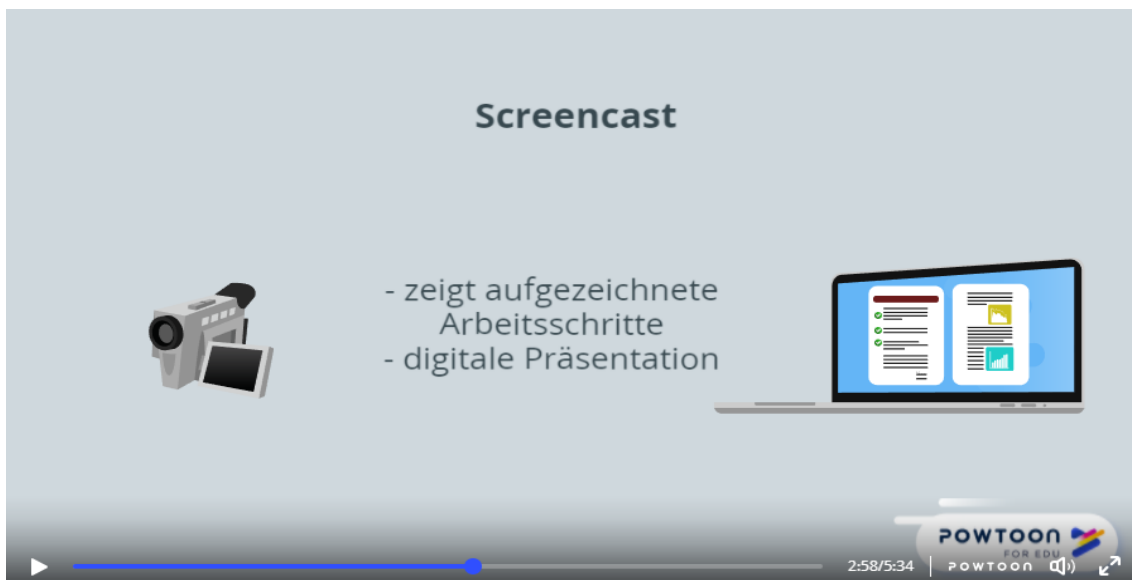 Screencast
- zeigt aufgezeichnete
Arbeitsschritte
- digitale Präsentation
POWTOON
FOR EDU
2:58/5:34
POWTOON